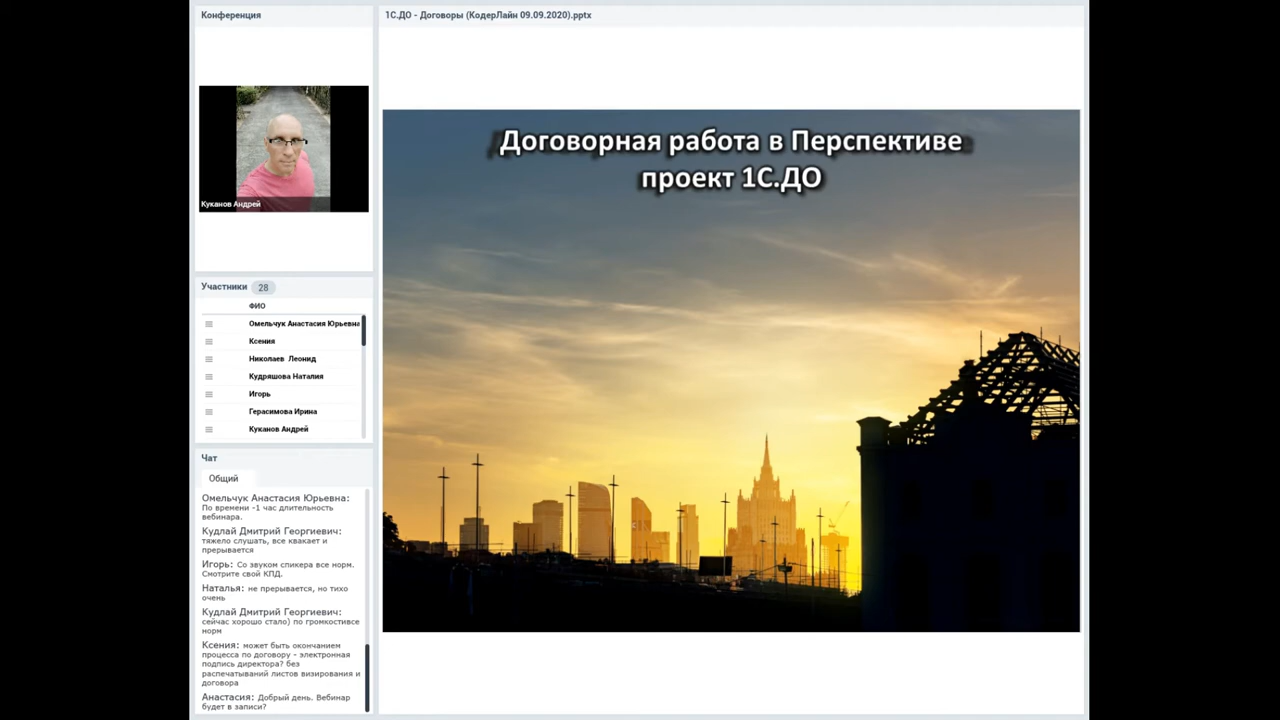 Конференция
1С.ДО - Договоры (КодерЛайн 09.09.2020).pptx
Куканов Андрей
Договорная работа в Перспективе
проект 1С.ДО
Участники 28
ФИО
Омельчук Анастасия Юрьевна
Ксения
Николаев Леонид
Кудряшова Наталия
Игорь
Герасимова Ирина
Куканов Андрей
Чат
Общий
Омельчук Анастасия Юрьевна:
По времени -1 час длительность
вебинара.
Кудлай Дмитрий Георгиевич:
тяжело слушать, все квакает и
прерывается
Игорь: Со звуком спикера все норм.
Смотрите свой КПД.
Наталья: не прерывается, но тихо
очень
Кудлай Дмитрий Георгиевич:
сейчас хорошо стало) по громкостивсе
норм
Ксения: может быть окончанием
процесса по договору - электронная
подпись директора? без
распечатываний листов визирования и
договора
Анастасия: Добрый день. Вебинар
будет в записи?